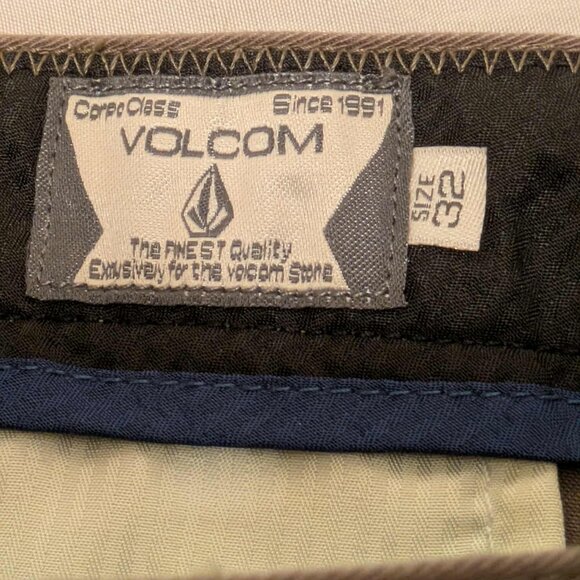 Corpo Class Since 1991
VOLCOM
The FINEST Quality
Exclusively for the volcom Stone
SIZE
32